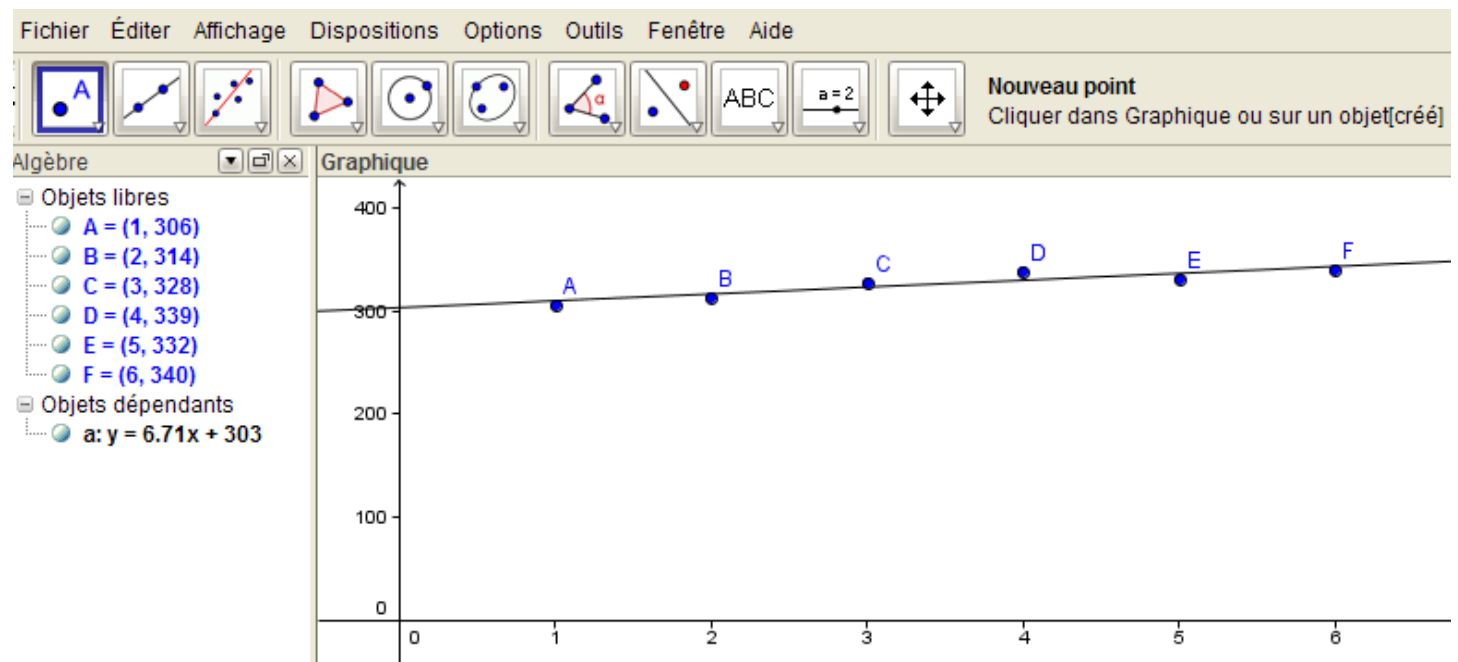 Fichier Éditer Affichage Dispositions Options Outils Fenêtre Aide
A α ABC a=2
Nouveau point
Cliquer dans Graphique ou sur un objet[créé]
Algèbre
Graphique
Objets libres
A = (1, 306)
B = (2, 314)
C = (3, 328)
D = (4, 339)
E = (5, 332)
F = (6, 340)
Objets dépendants
a: y = 6.71x + 303
400
300
200
100
0
A B C D E F
0 1 2 3 4 5 6